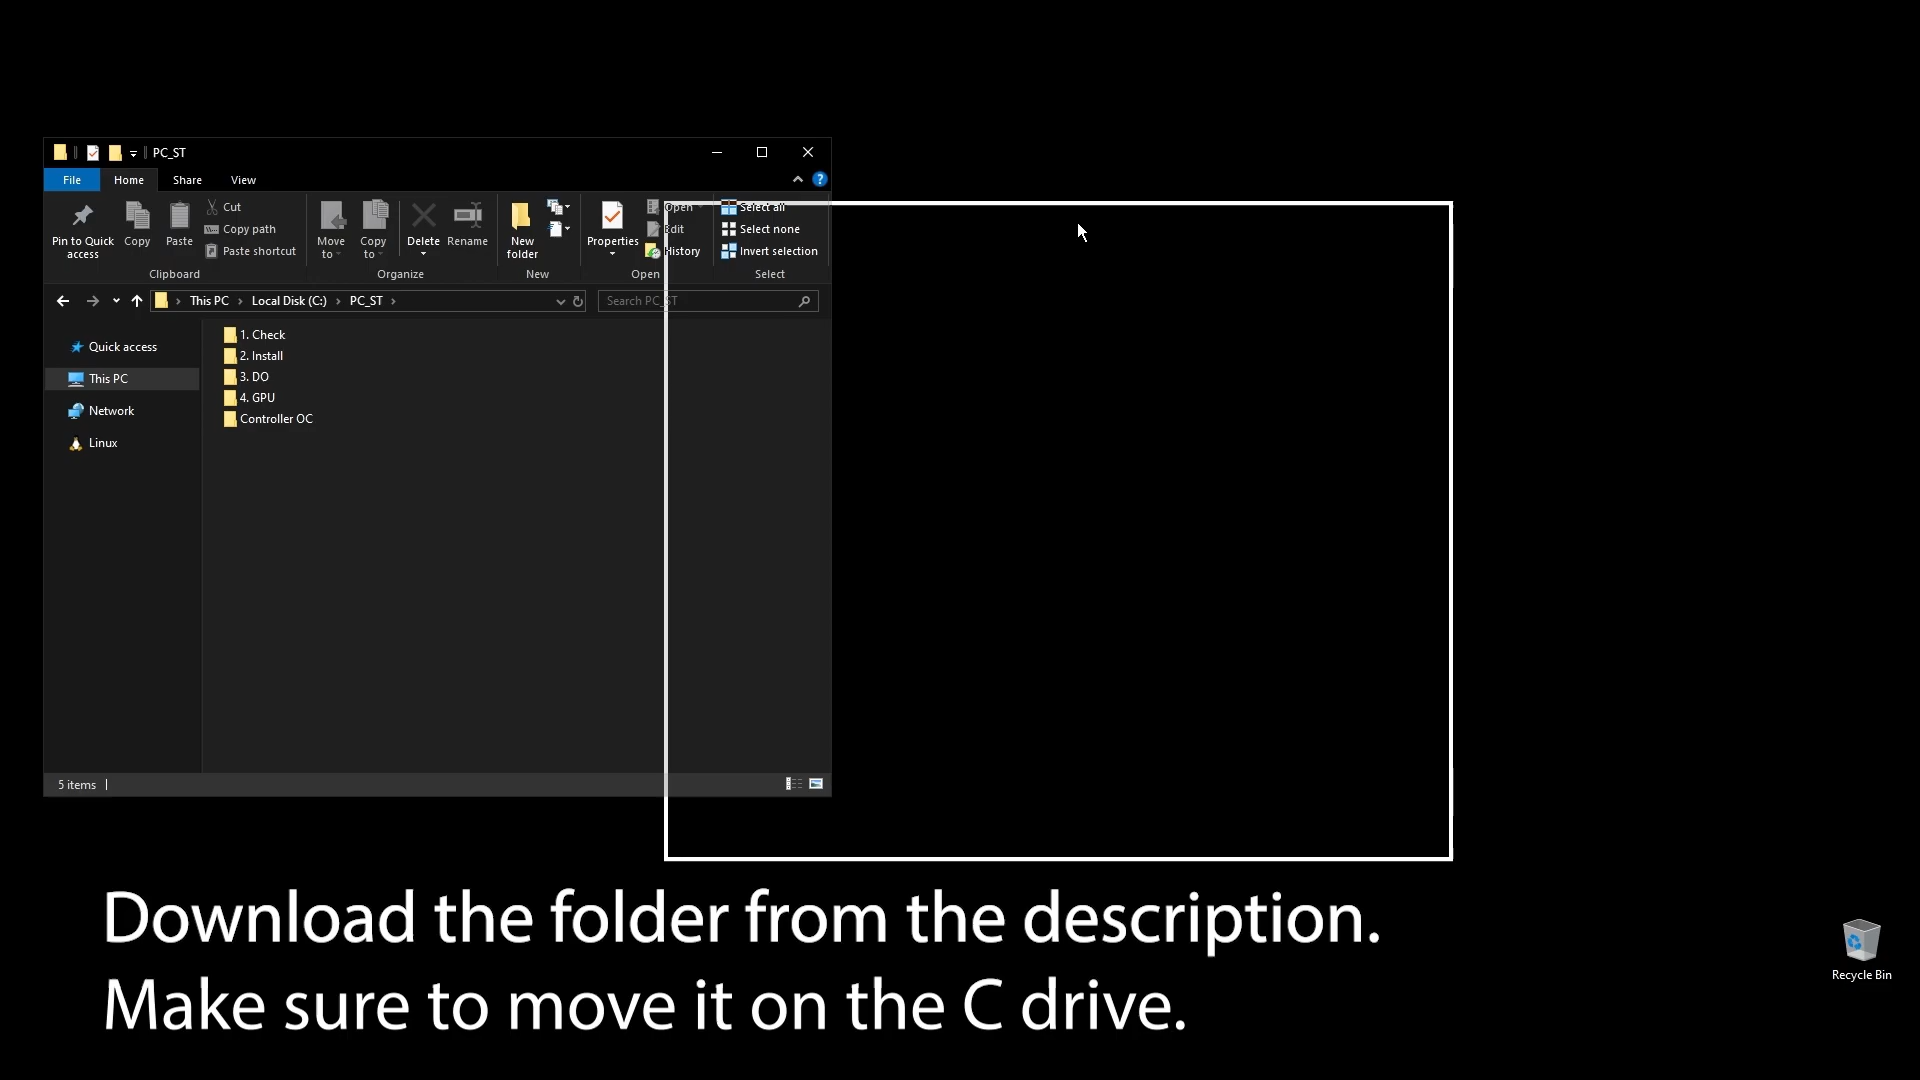 PC_ST
File Home Share View
Pin to Quick access
Copy
Paste
Cut
Copy path
Paste shortcut
Clipboard
Move to
Copy to
Delete
Rename
Organize
New folder
New
Properties
Open
Edit
History
Open
Select all
Select none
Invert selection
Select
This PC > Local Disk (C:) > PC_ST >
Search PC_ST
Quick access
This PC
Network
Linux
1. Check
2. Install
3. DO
4. GPU
Controller OC
5 items
Download the folder from the description.
Make sure to move it on the C drive.
Recycle Bin